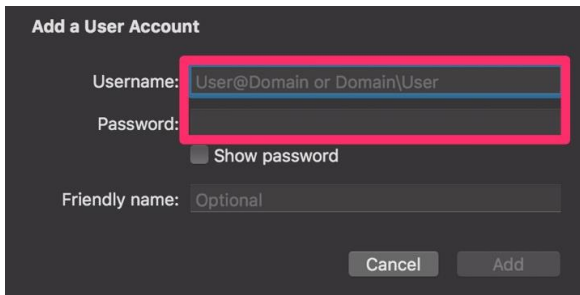 Add a User Account
Username: User@Domain or Domain\User
Password:
Show password
Friendly name: Optional
Cancel Add